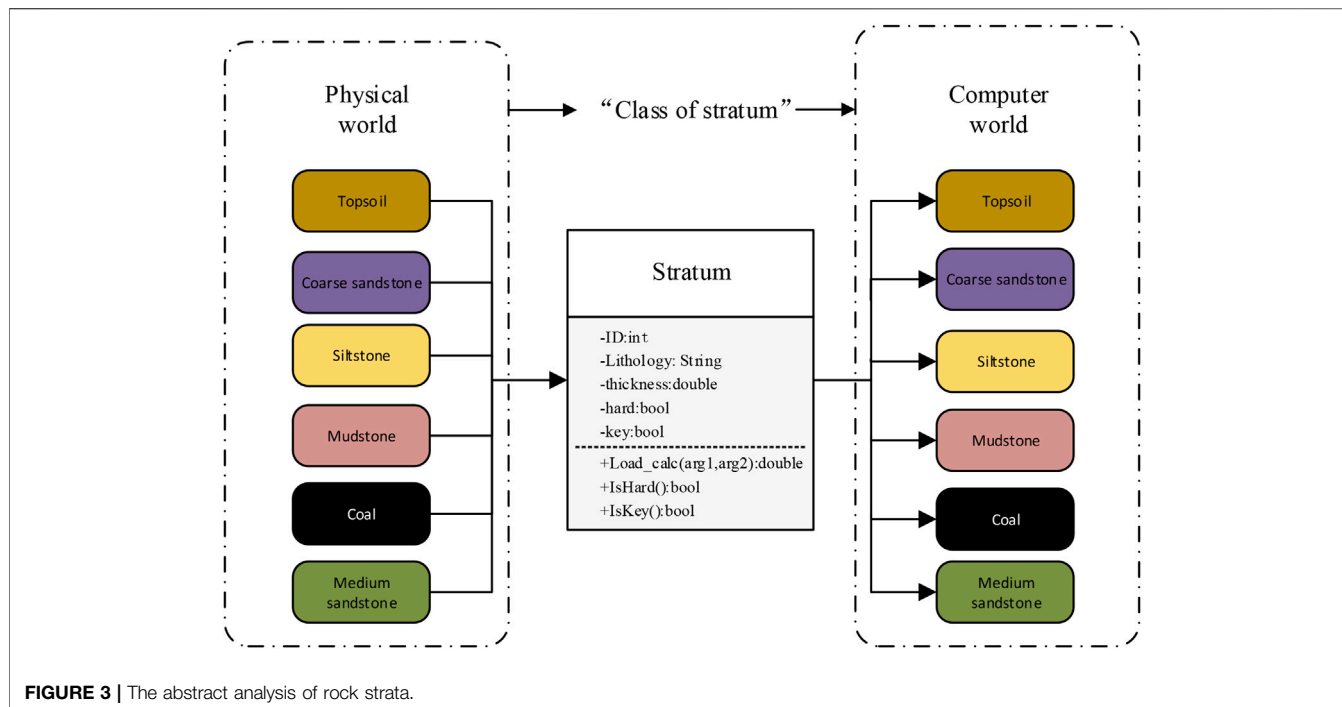 Physical
world
“Class of stratum”
Computer
world
Topsoil
Coarse sandstone
Siltstone
Mudstone
Coal
Medium
sandstone
Stratum
-ID:int
-Lithology: String
-thickness:double
-hard:bool
-key:bool
+Load_calc(arg1,arg2):double
+IsHard():bool
+IsKey():bool
Topsoil
Coarse sandstone
Siltstone
Mudstone
Coal
Medium
sandstone
FIGURE 3 | The abstract analysis of rock strata.